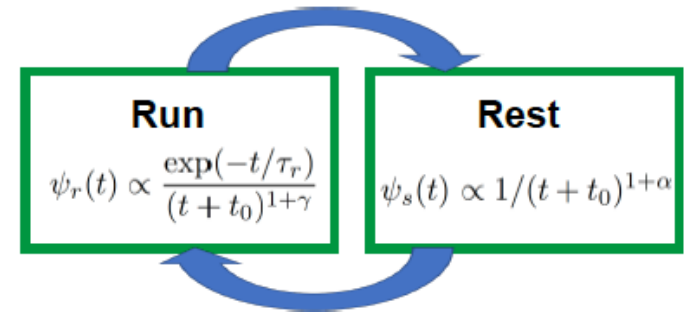 Run
ψ_r(t) ∝ exp(−t/τ_r) / (t + t_0)^{1+γ}
Rest
ψ_s(t) ∝ 1/(t + t_0)^{1+α}